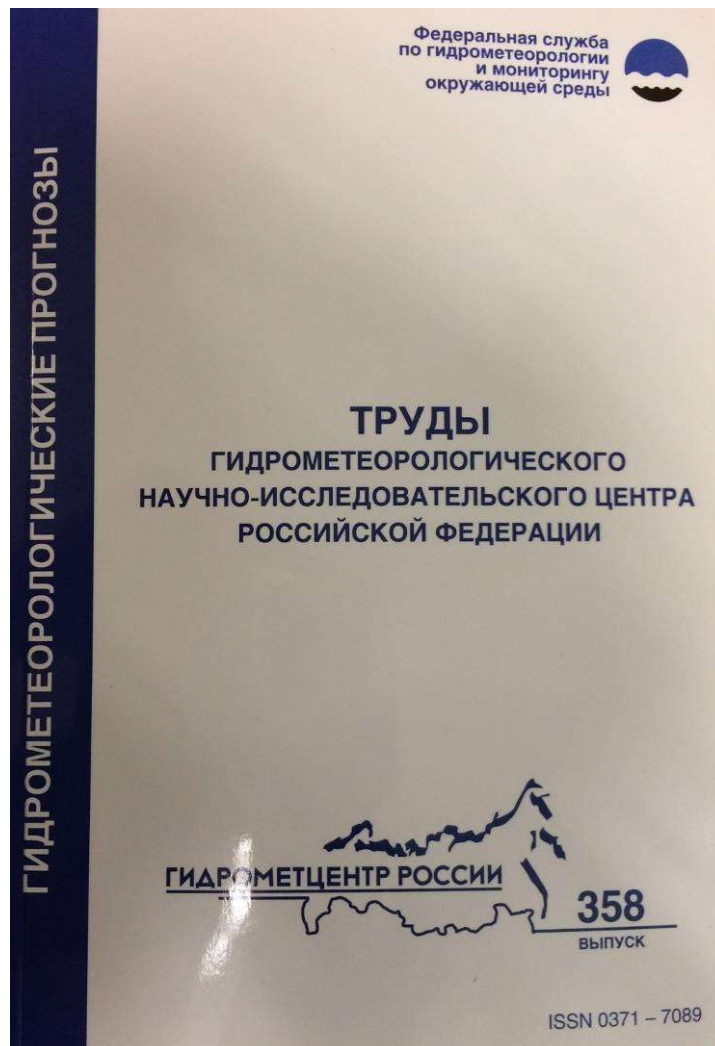 Федеральная служба
по гидрометеорологии
и мониторингу
окружающей среды
ГИДРОМЕТЕОРОЛОГИЧЕСКИЕ ПРОГНОЗЫ
ТРУДЫ
ГИДРОМЕТЕОРОЛОГИЧЕСКОГО
НАУЧНО-ИССЛЕДОВАТЕЛЬСКОГО ЦЕНТРА
РОССИЙСКОЙ ФЕДЕРАЦИИ
ГИДРОМЕТЦЕНТР РОССИИ
358
ВЫПУСК
ISSN 0371 – 7089